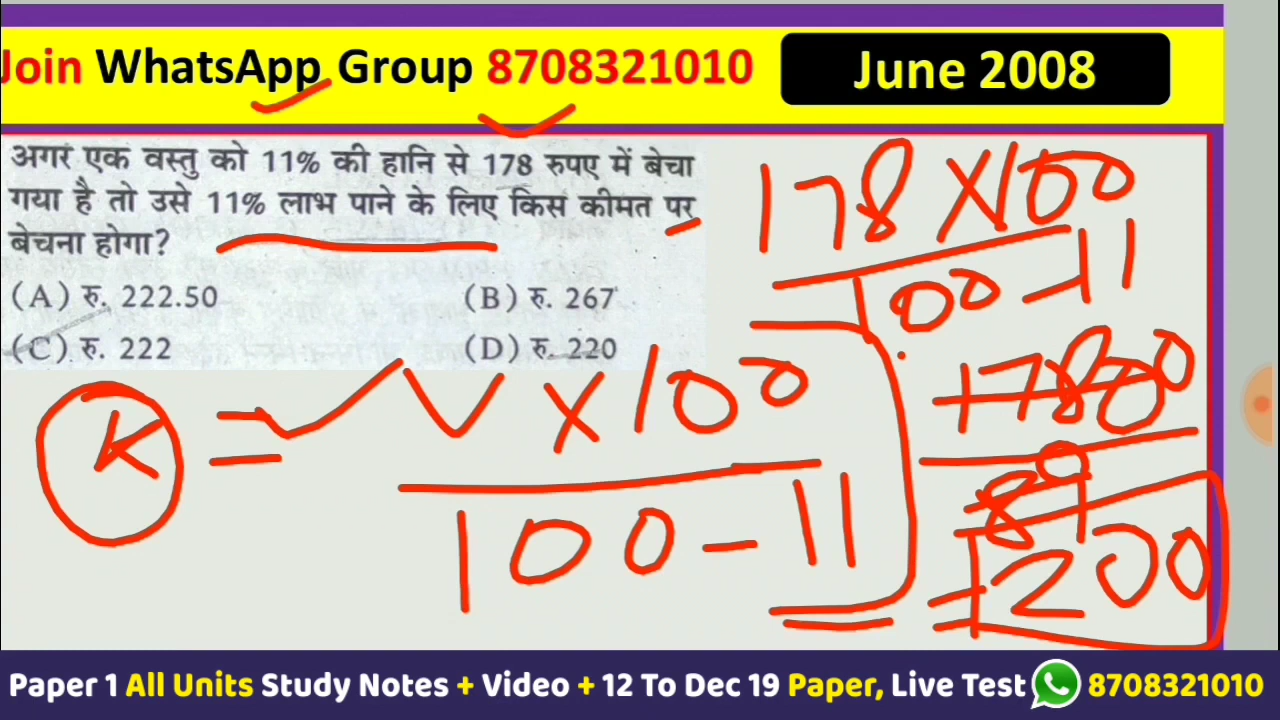 Join WhatsApp Group 8708321010
June 2008
अगर एक वस्तु को 11% की हानि से 178 रुपए में बेचा
गया है तो उसे 11% लाभ पाने के लिए किस कीमत पर
बेचना होगा?
(A) रु. 222.50 (B) रु. 267
(C) रु. 222 (D) रु. 220
178 × 100
100 - 11
17800
89
= 200
= × 100
100 - 11
Paper 1 All Units Study Notes + Video + 12 To Dec 19 Paper, Live Test 8708321010